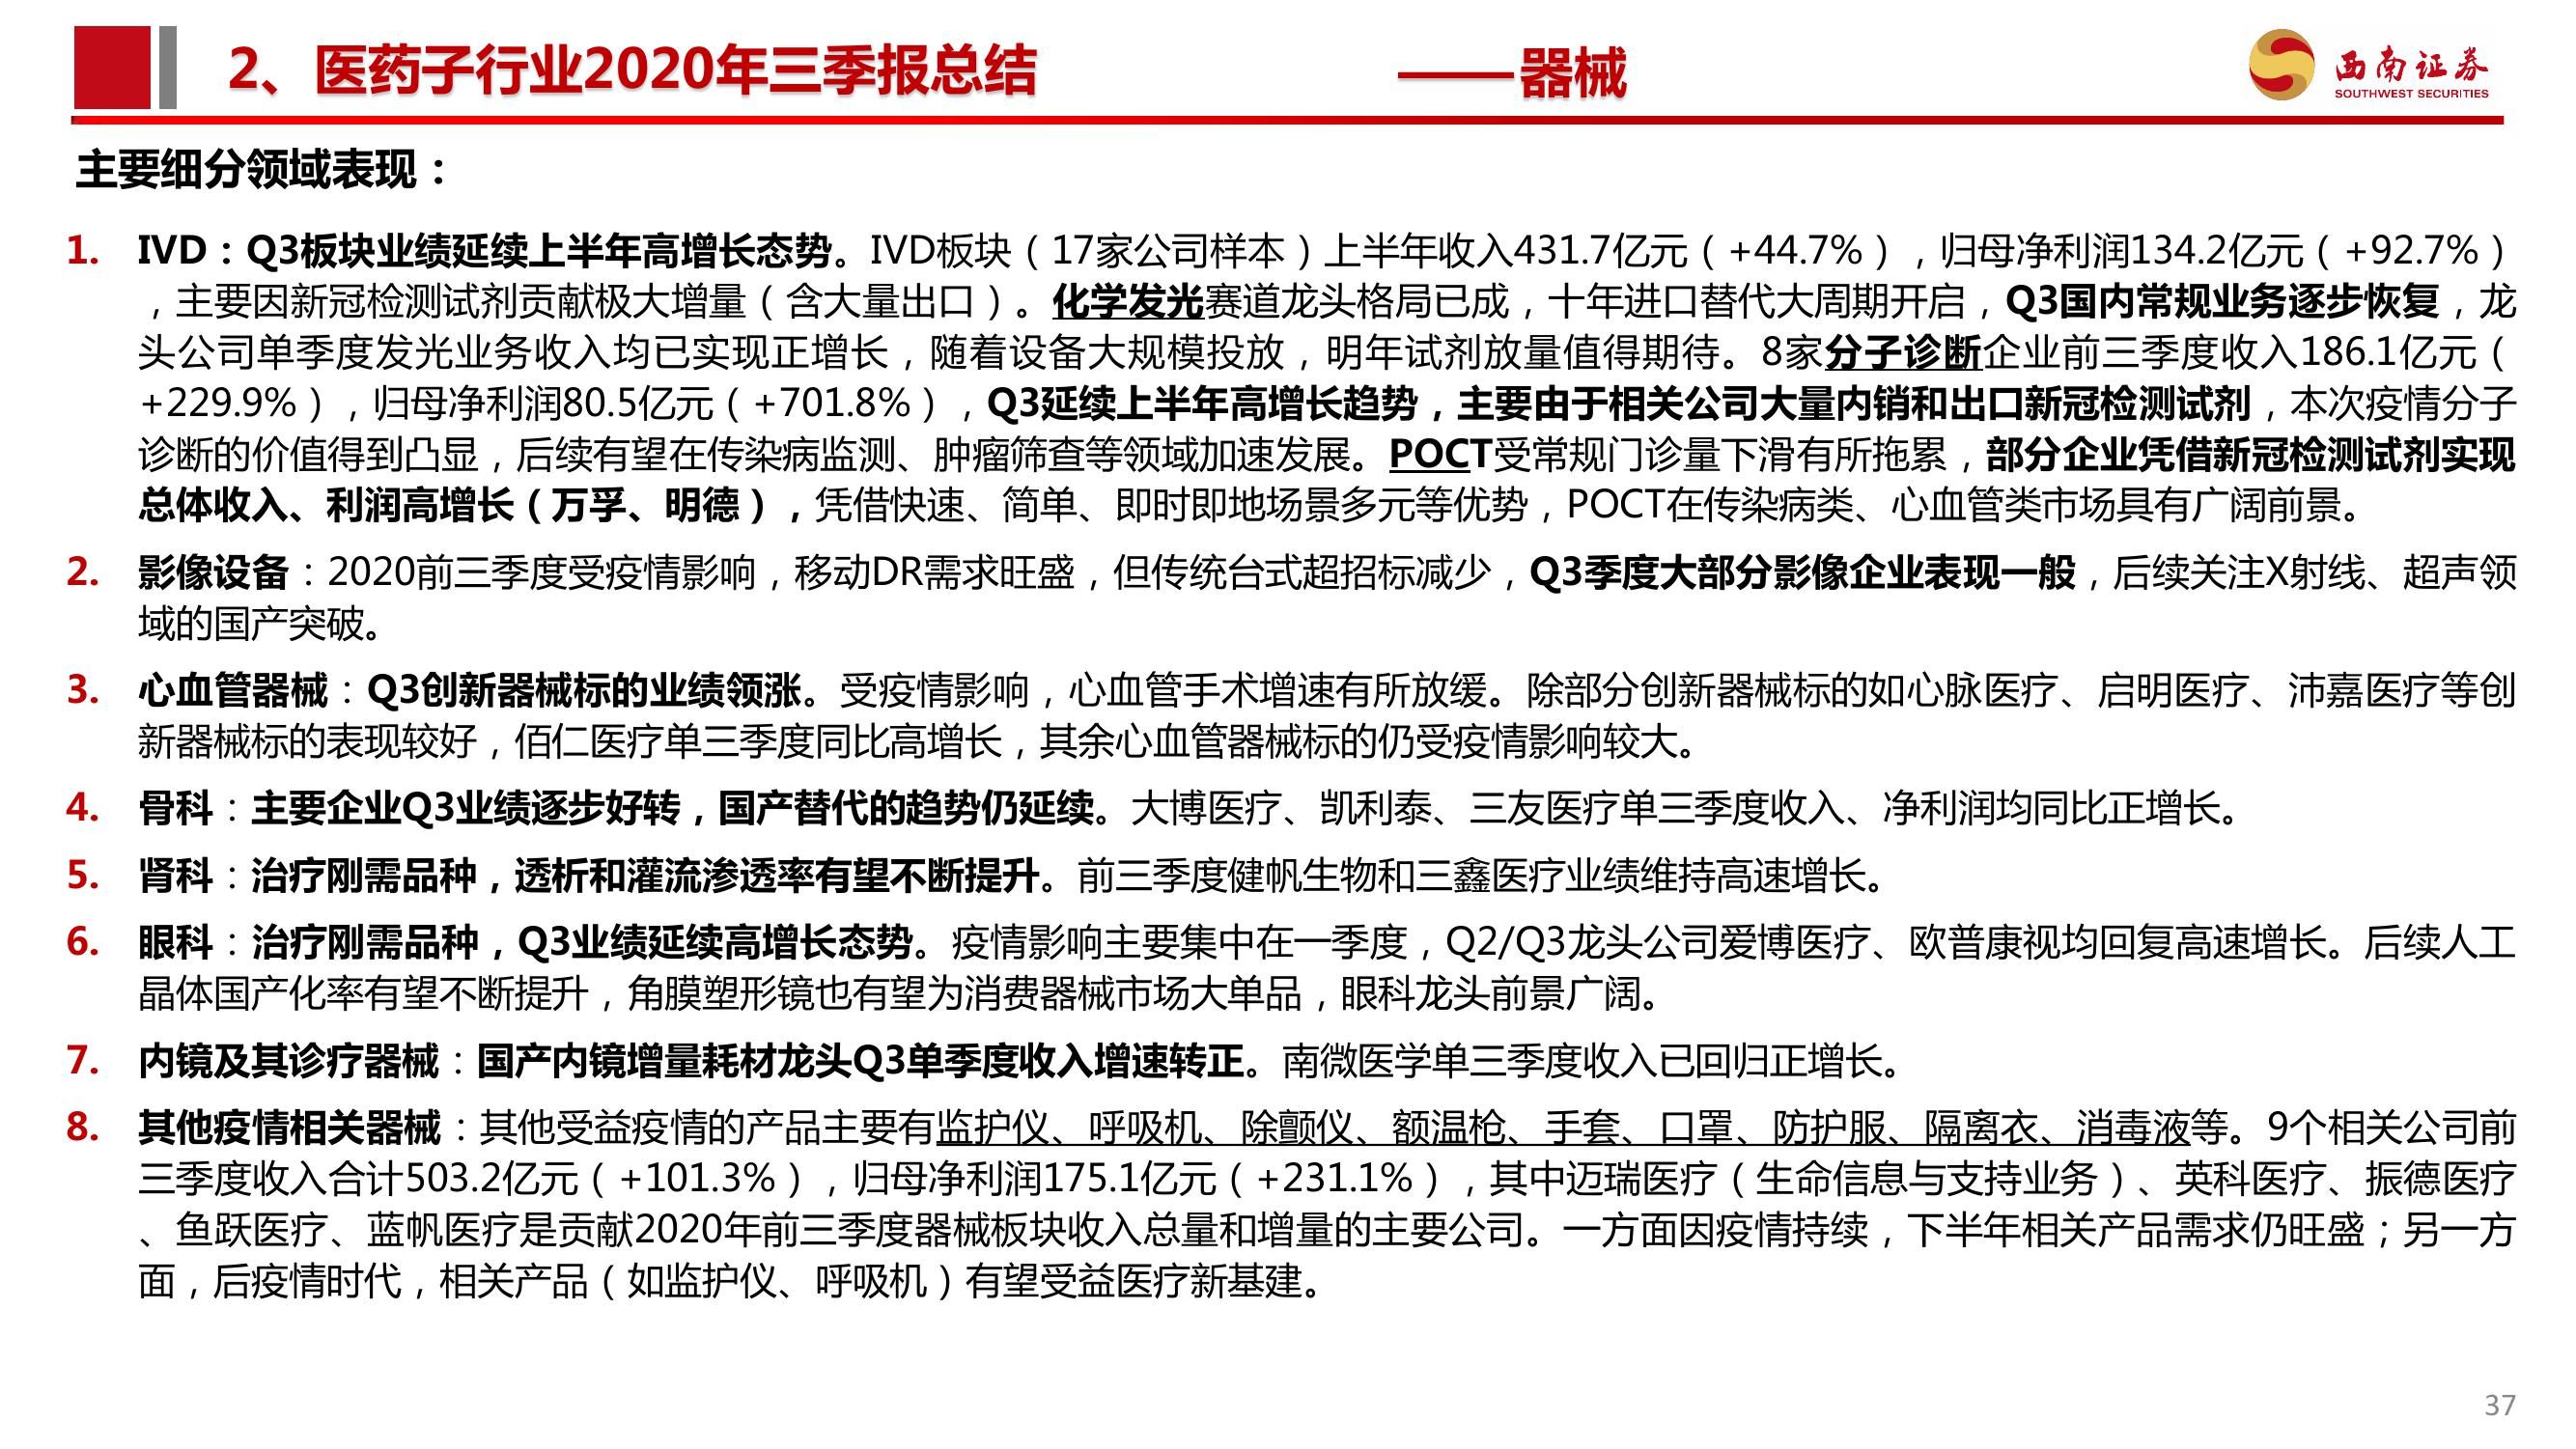 2、医药子行业2020年三季报总结
——器械
西南证券
SOUTHWEST SECURITIES
主要细分领域表现：
1. IVD：Q3板块业绩延续上半年高增长态势。IVD板块（17家公司样本）上半年收入431.7亿元（+44.7%），归母净利润134.2亿元（+92.7%）
，主要因新冠检测试剂贡献极大增量（含大量出口）。化学发光赛道龙头格局已成，十年进口替代大周期开启，Q3国内常规业务逐步恢复，龙
头公司单季度发光业务收入均已实现正增长，随着设备大规模投放，明年试剂放量值得期待。8家分子诊断企业前三季度收入186.1亿元（
+229.9%），归母净利润80.5亿元（+701.8%），Q3延续上半年高增长趋势，主要由于相关公司大量内销和出口新冠检测试剂，本次疫情分子
诊断的价值得到凸显，后续有望在传染病监测、肿瘤筛查等领域加速发展。POCT受常规门诊量下滑有所拖累，部分企业凭借新冠检测试剂实现
总体收入、利润高增长（万孚、明德），凭借快速、简单、即时即地场景多元等优势，POCT在传染病类、心血管类市场具有广阔前景。
2. 影像设备：2020前三季度受疫情影响，移动DR需求旺盛，但传统台式超招标减少，Q3季度大部分影像企业表现一般，后续关注X射线、超声领
域的国产突破。
3. 心血管器械：Q3创新器械标的业绩领涨。受疫情影响，心血管手术增速有所放缓。除部分创新器械标的如心脉医疗、启明医疗、沛嘉医疗等创
新器械标的表现较好，佰仁医疗单三季度同比高增长，其余心血管器械标的仍受疫情影响较大。
4. 骨科：主要企业Q3业绩逐步好转，国产替代的趋势仍延续。大博医疗、凯利泰、三友医疗单三季度收入、净利润均同比正增长。
5. 肾科：治疗刚需品种，透析和灌流渗透率有望不断提升。前三季度健帆生物和三鑫医疗业绩维持高速增长。
6. 眼科：治疗刚需品种，Q3业绩延续高增长态势。疫情影响主要集中在一季度，Q2/Q3龙头公司爱博医疗、欧普康视均回复高速增长。后续人工
晶体国产化率有望不断提升，角膜塑形镜也有望为消费器械市场大单品，眼科龙头前景广阔。
7. 内镜及其诊疗器械：国产内镜增量耗材龙头Q3单季度收入增速转正。南微医学单三季度收入已回归正增长。
8. 其他疫情相关器械：其他受益疫情的产品主要有监护仪、呼吸机、除颤仪、额温枪、手套、口罩、防护服、隔离衣、消毒液等。9个相关公司前
三季度收入合计503.2亿元（+101.3%），归母净利润175.1亿元（+231.1%），其中迈瑞医疗（生命信息与支持业务）、英科医疗、振德医疗
、鱼跃医疗、蓝帆医疗是贡献2020年前三季度器械板块收入总量和增量的主要公司。一方面因疫情持续，下半年相关产品需求仍旺盛；另一方
面，后疫情时代，相关产品（如监护仪、呼吸机）有望受益医疗新基建。
37